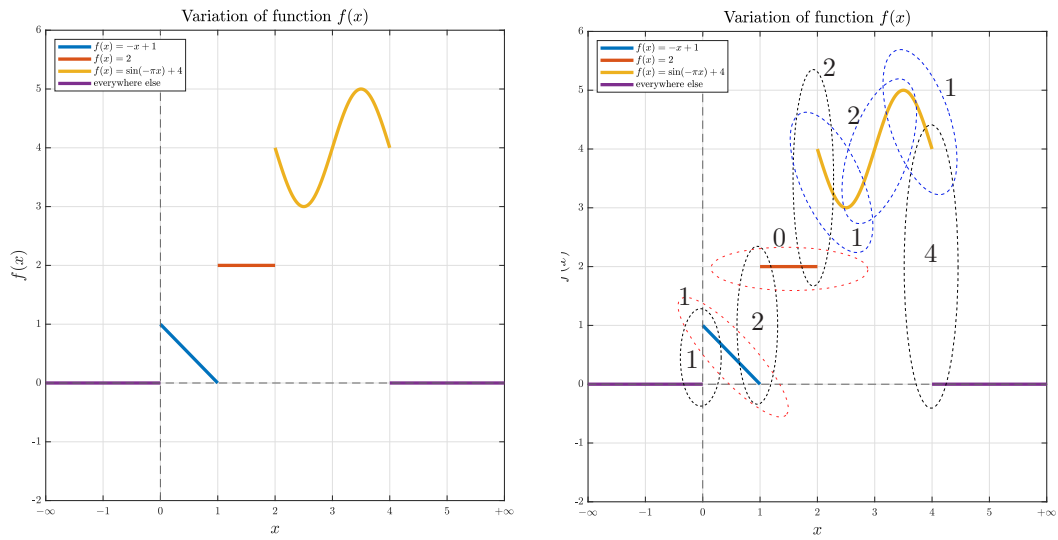 Variation of function f(x)
f(x) = −x + 1
f(x) = 2
f(x) = sin(−πx) + 4
everywhere else
f(x)
6
5
4
3
2
1
0
-1
-2
−∞ -1 0 1 2 3 4 5 +∞
x
Variation of function f(x)
f(x) = −x + 1
f(x) = 2
f(x) = sin(−πx) + 4
everywhere else
6
5
4
3
2
1
0
-1
-2
2
1
2
0
1
4
1
2
1
−∞ -1 0 1 2 3 4 5 +∞
x